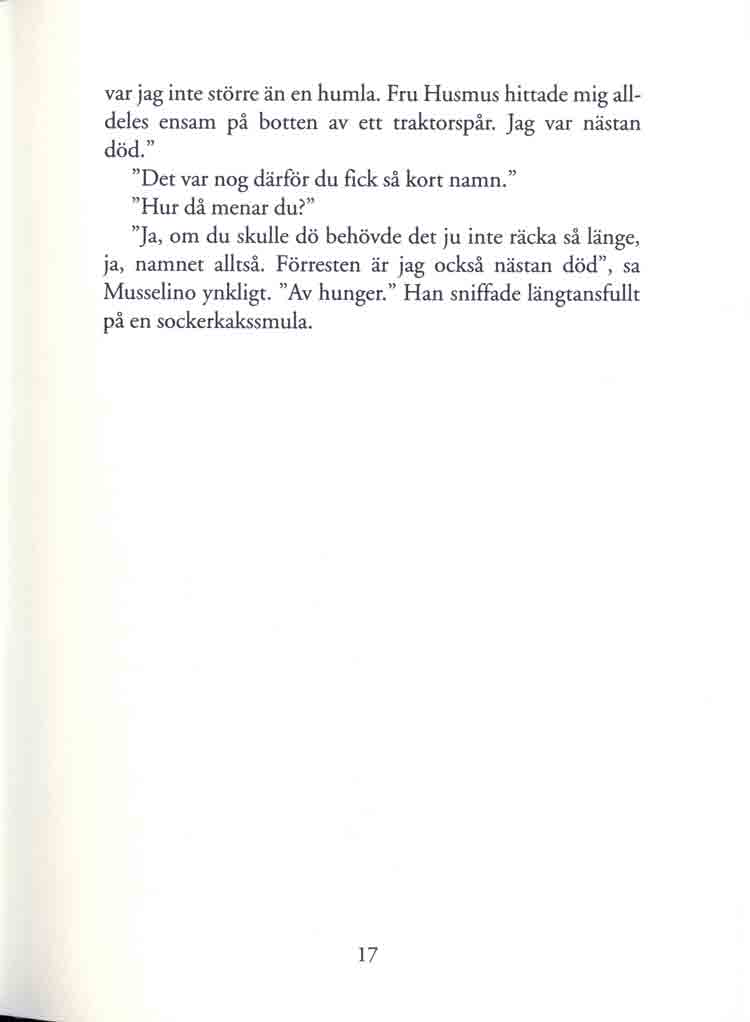 var jag inte större än en humla. Fru Husmus hittade mig all-
deles ensam på botten av ett traktorspår. Jag var nästan
död.”
”Det var nog därför du fick så kort namn.”
”Hur då menar du?”
”Ja, om du skulle dö behövde det ju inte räcka så länge,
ja, namnet alltså. Förresten är jag också nästan död”, sa
Musselino ynkligt. ”Av hunger.” Han sniffade längtansfullt
på en sockerkakssmula.
17